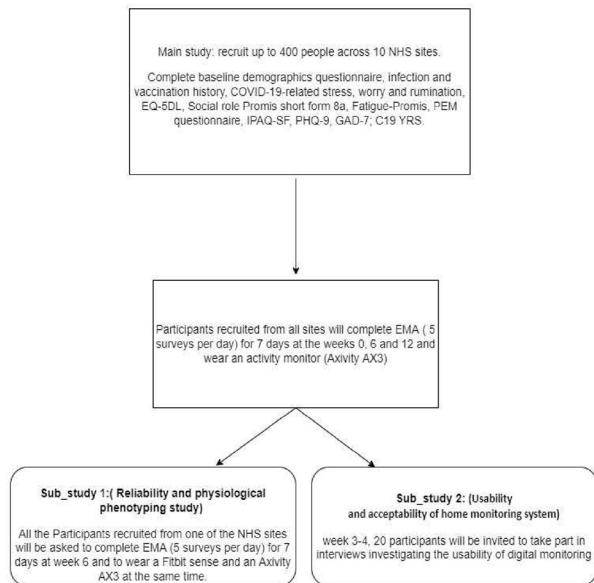 Main study: recruit up to 400 people across 10 NHS sites.
Complete baseline demographics questionnaire, infection and
vaccination history, COVID-19-related stress, worry and rumination,
EQ-5DL, Social role Promis short form 8a, Fatigue-Promis, PEM
questionnaire, IPAQ-SF, PHQ-9, GAD-7; C19 YRS.
Participants recruited from all sites will complete EMA ( 5
surveys per day) for 7 days at the weeks 0, 6 and 12 and
wear an activity monitor (Axivity AX3)
Sub_study 1:( Reliability and physiological
phenotyping study)
All the Participants recruited from one of the NHS sites
will be asked to complete EMA (5 surveys per day) for 7
days at week 6 and to wear a Fitbit sense and an Axivity
AX3 at the same time.
Sub_study 2: (Usability
and acceptability of home monitoring system)
week 3-4, 20 participants will be invited to take part in
interviews investigating the usability of digital monitoring